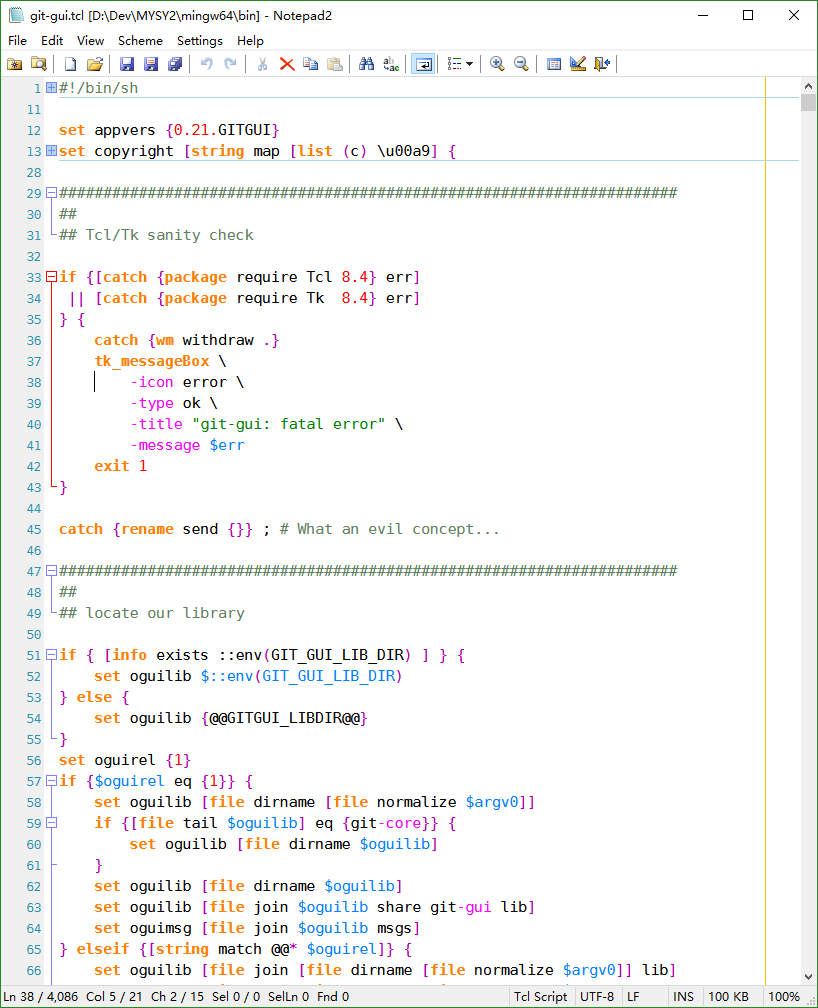 git-gui.tcl [D:\Dev\MYSY2\mingw64\bin] - Notepad2
File Edit View Scheme Settings Help
1 #!/bin/sh
11
12 set appvers {0.21.GITGUI}
13 set copyright [string map [list (c) \u00a9] {
28
29 ######################################################################
30 ##
31 ## Tcl/Tk sanity check
32
33 if {[catch {package require Tcl 8.4} err]
34  || [catch {package require Tk  8.4} err]
35 } {
36     catch {wm withdraw .}
37     tk_messageBox \
38         -icon error \
39         -type ok \
40         -title "git-gui: fatal error" \
41         -message $err
42     exit 1
43 }
44
45 catch {rename send {}} ; # What an evil concept...
46
47 ######################################################################
48 ##
49 ## locate our library
50
51 if { [info exists ::env(GIT_GUI_LIB_DIR) ] } {
52     set oguilib $::env(GIT_GUI_LIB_DIR)
53 } else {
54     set oguilib {@@GITGUI_LIBDIR@@}
55 }
56 set oguirel {1}
57 if {$oguirel eq {1}} {
58     set oguilib [file dirname [file normalize $argv0]]
59     if {[file tail $oguilib] eq {git-core}} {
60         set oguilib [file dirname $oguilib]
61     }
62     set oguilib [file dirname $oguilib]
63     set oguilib [file join $oguilib share git-gui lib]
64     set oguimsg [file join $oguilib msgs]
65 } elseif {[string match @@* $oguirel]} {
66     set oguilib [file join [file dirname [file normalize $argv0]] lib]
Ln 38 / 4,086 Col 5 / 21 Ch 2 / 15 Sel 0 / 0 SelLn 0 Fnd 0 Tcl Script UTF-8 LF INS 100 KB 100%